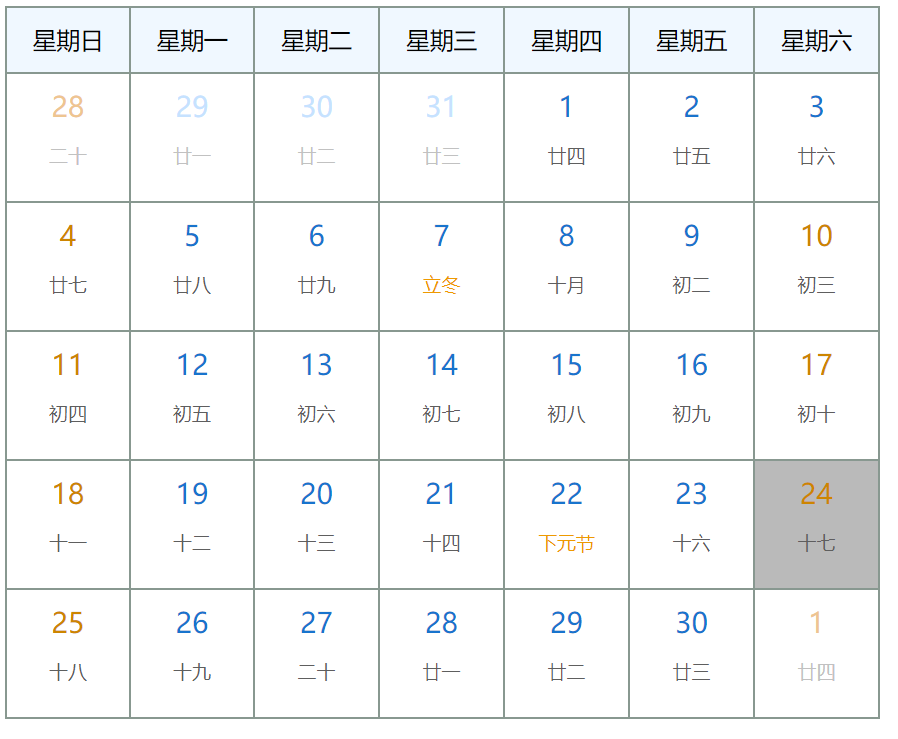 星期日 星期一 星期二 星期三 星期四 星期五 星期六
28 29 30 31 1 2 3
二十 廿一 廿二 廿三 廿四 廿五 廿六
4 5 6 7 8 9 10
廿七 廿八 廿九 立冬 十月 初二 初三
11 12 13 14 15 16 17
初四 初五 初六 初七 初八 初九 初十
18 19 20 21 22 23 24
十一 十二 十三 十四 下元节 十六 十七
25 26 27 28 29 30 1
十八 十九 二十 廿一 廿二 廿三 廿四